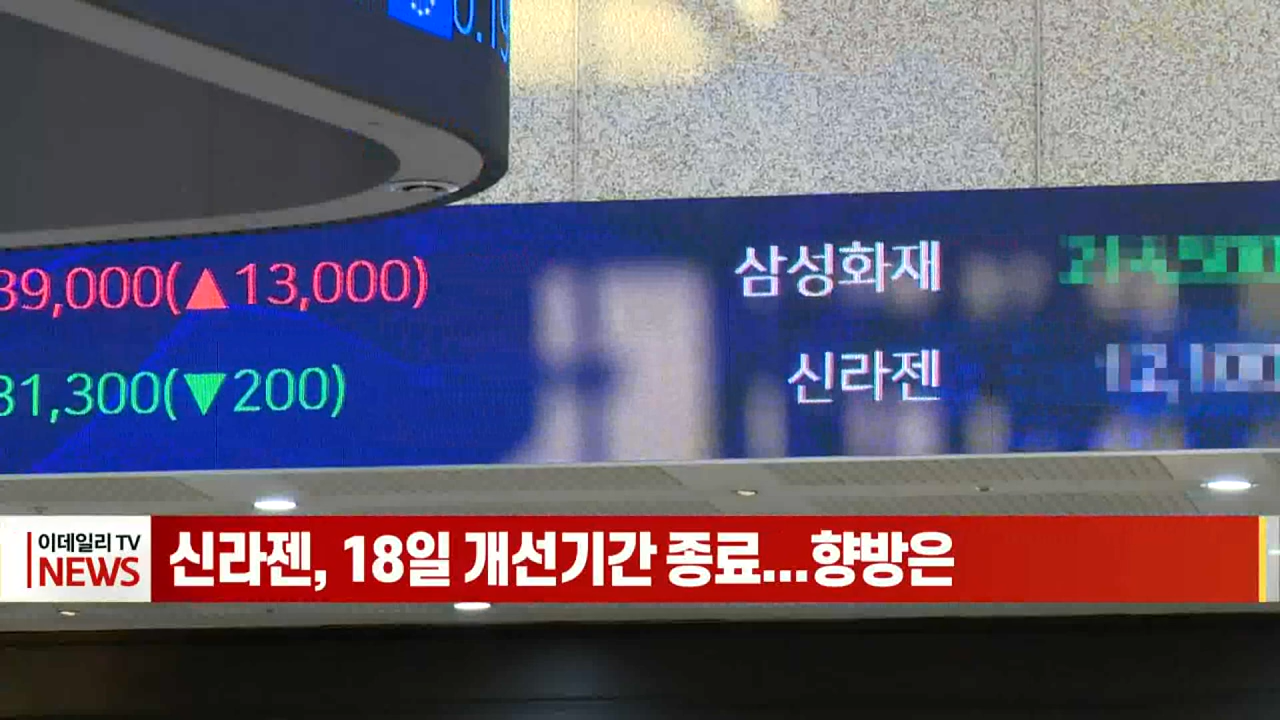 39,000(▲13,000)
삼성화재
31,300(▼200)
신라젠
이데일리 TV
NEWS
신라젠, 18일 개선기간 종료...향방은